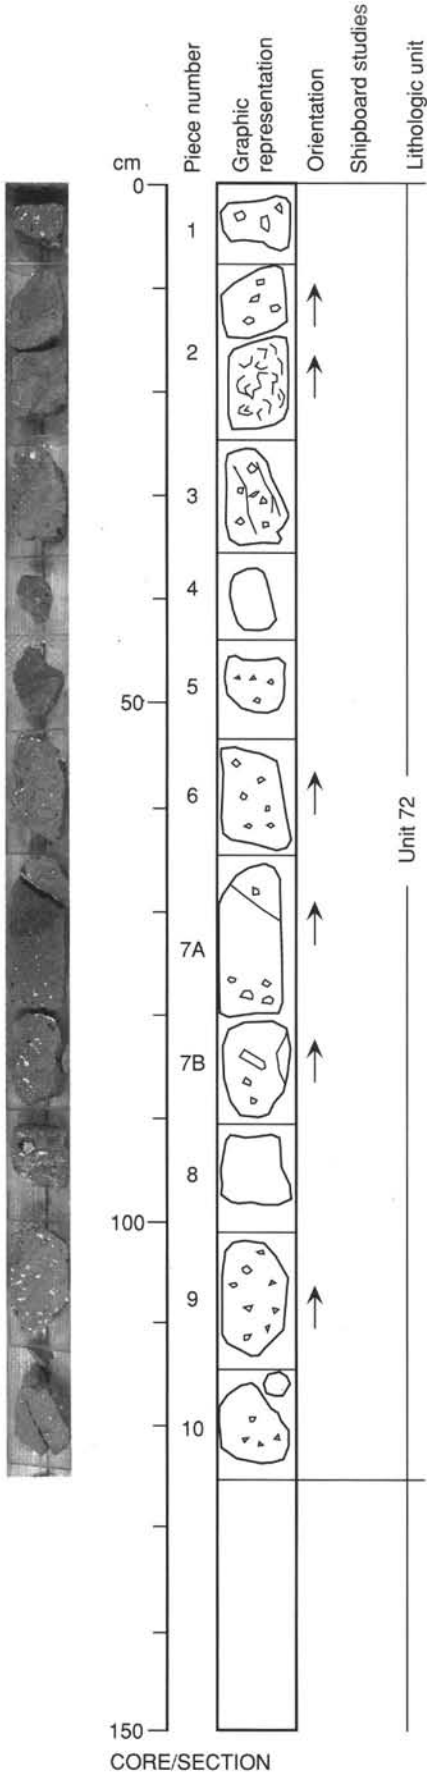 cm
Piece number
Graphic
representation
Orientation
Shipboard studies
Lithologic unit
0
1
2
3
4
50
5
6
Unit 72
7A
7B
8
100
9
10
150
CORE/SECTION